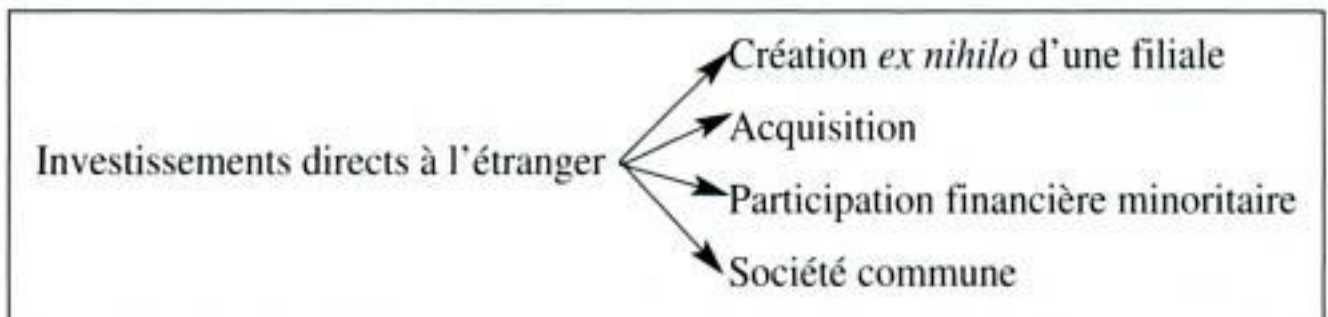 Création ex nihilo d'une filiale
Acquisition
Investissements directs à l'étranger
Participation financière minoritaire
Société commune